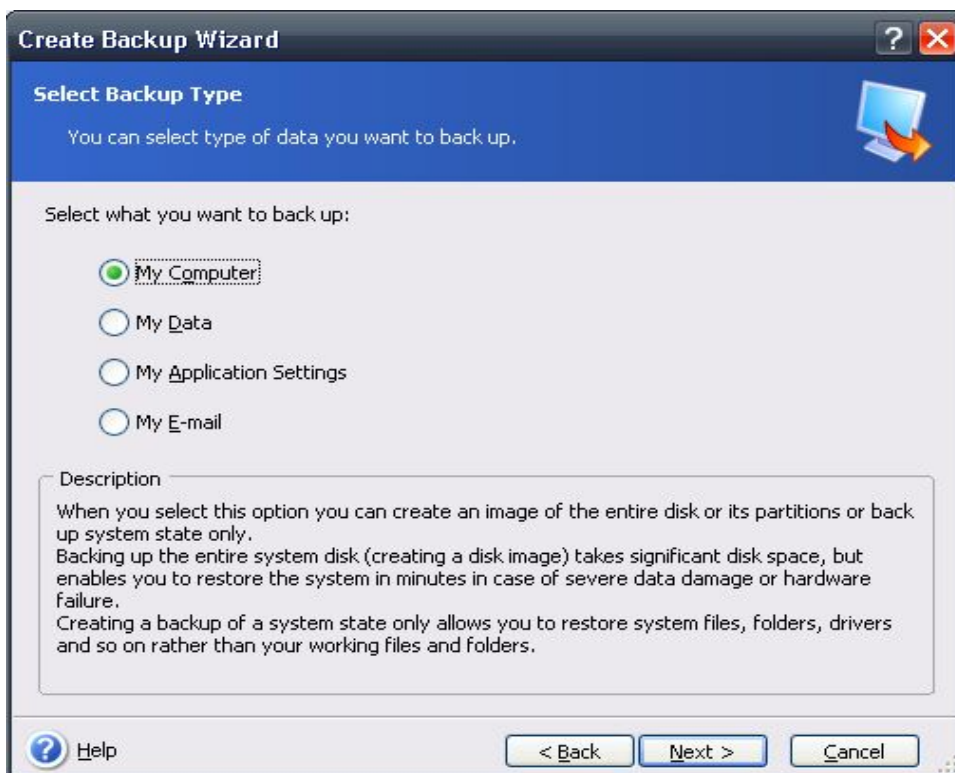 Create Backup Wizard
?
Select Backup Type
You can select type of data you want to back up.
Select what you want to back up:
My Computer
My Data
My Application Settings
My E-mail
Description
When you select this option you can create an image of the entire disk or its partitions or back
up system state only.
Backing up the entire system disk (creating a disk image) takes significant disk space, but
enables you to restore the system in minutes in case of severe data damage or hardware
failure.
Creating a backup of a system state only allows you to restore system files, folders, drivers
and so on rather than your working files and folders.
? Help
< Back
Next >
Cancel